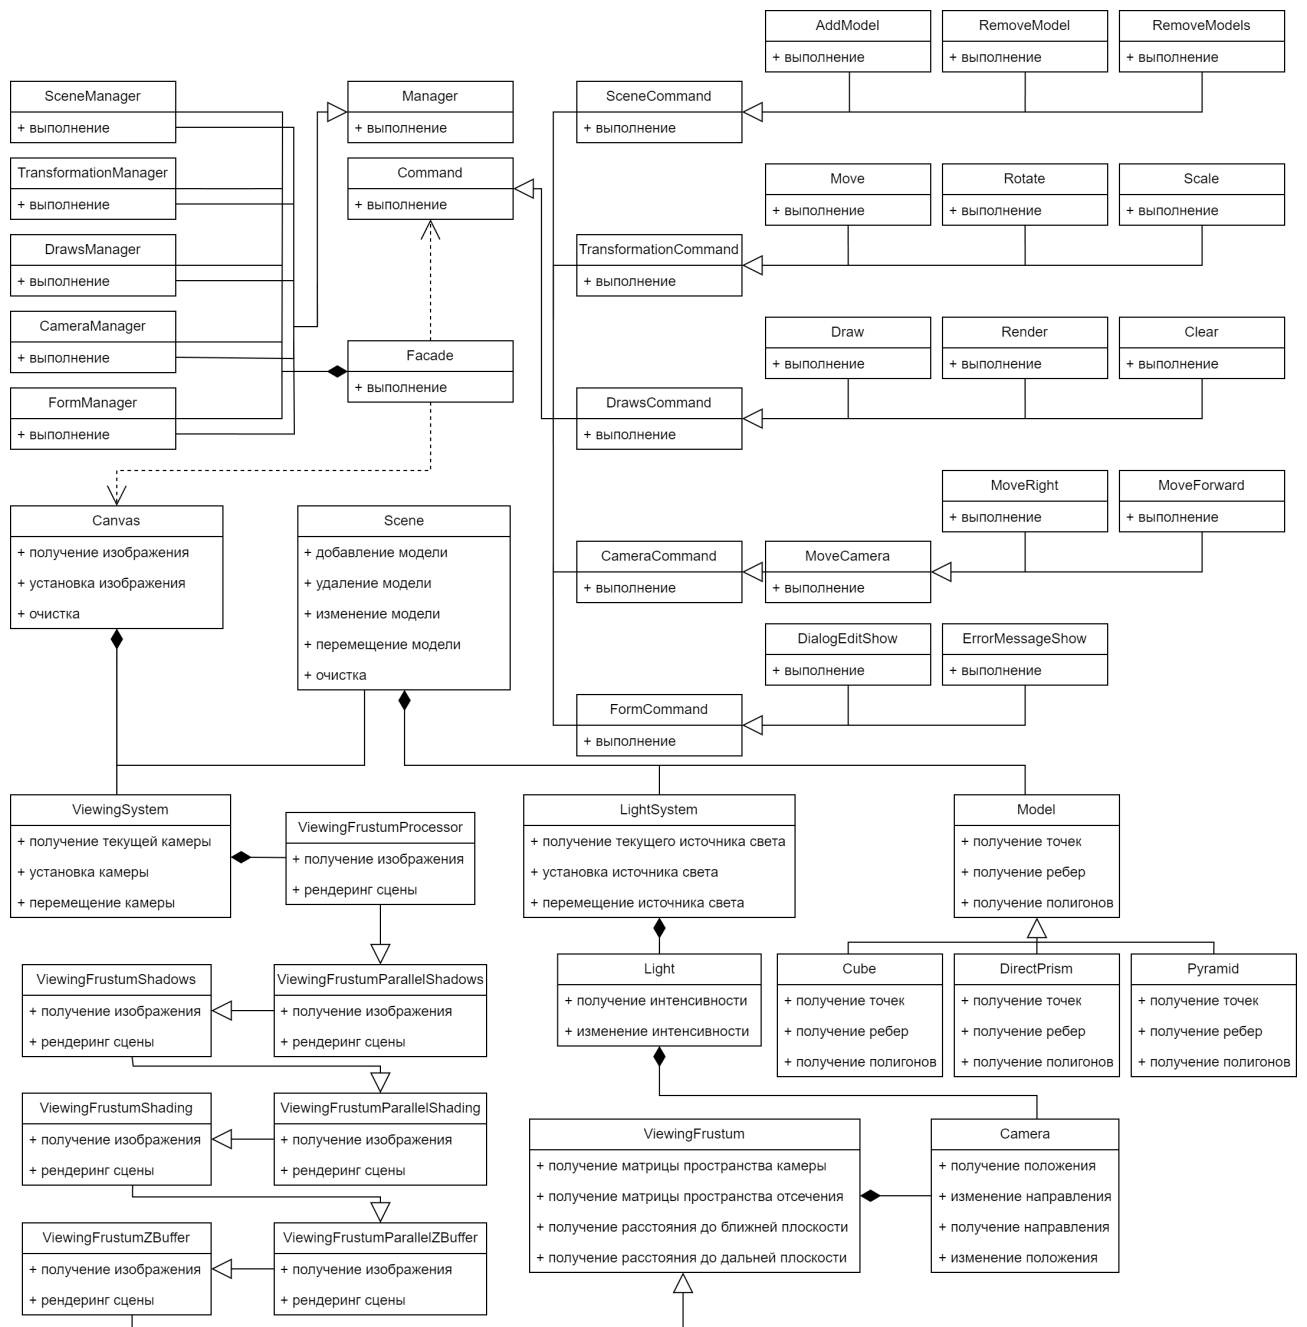 AddModel
+ выполнение
RemoveModel
+ выполнение
RemoveModels
+ выполнение
SceneManager
+ выполнение
Manager
+ выполнение
SceneCommand
+ выполнение
TransformationManager
+ выполнение
Command
+ выполнение
Move
+ выполнение
Rotate
+ выполнение
Scale
+ выполнение
DrawsManager
+ выполнение
TransformationCommand
+ выполнение
CameraManager
+ выполнение
Facade
+ выполнение
Draw
+ выполнение
Render
+ выполнение
Clear
+ выполнение
FormManager
+ выполнение
DrawsCommand
+ выполнение
MoveRight
+ выполнение
MoveForward
+ выполнение
Canvas
+ получение изображения
+ установка изображения
+ очистка
Scene
+ добавление модели
+ удаление модели
+ изменение модели
+ перемещение модели
+ очистка
CameraCommand
+ выполнение
MoveCamera
+ выполнение
DialogEditShow
+ выполнение
ErrorMessageShow
+ выполнение
FormCommand
+ выполнение
ViewingSystem
+ получение текущей камеры
+ установка камеры
+ перемещение камеры
ViewingFrustumProcessor
+ получение изображения
+ рендеринг сцены
LightSystem
+ получение текущего источника света
+ установка источника света
+ перемещение источника света
Model
+ получение точек
+ получение ребер
+ получение полигонов
ViewingFrustumShadows
+ получение изображения
+ рендеринг сцены
ViewingFrustumParallelShadows
+ получение изображения
+ рендеринг сцены
Light
+ получение интенсивности
+ изменение интенсивности
Cube
+ получение точек
+ получение ребер
+ получение полигонов
DirectPrism
+ получение точек
+ получение ребер
+ получение полигонов
Pyramid
+ получение точек
+ получение ребер
+ получение полигонов
ViewingFrustumShading
+ получение изображения
+ рендеринг сцены
ViewingFrustumParallelShading
+ получение изображения
+ рендеринг сцены
ViewingFrustum
+ получение матрицы пространства камеры
+ получение матрицы пространства отсечения
+ получение расстояния до ближней плоскости
+ получение расстояния до дальней плоскости
Camera
+ получение положения
+ изменение направления
+ получение направления
+ изменение положения
ViewingFrustumZBuffer
+ получение изображения
+ рендеринг сцены
ViewingFrustumParallelZBuffer
+ получение изображения
+ рендеринг сцены